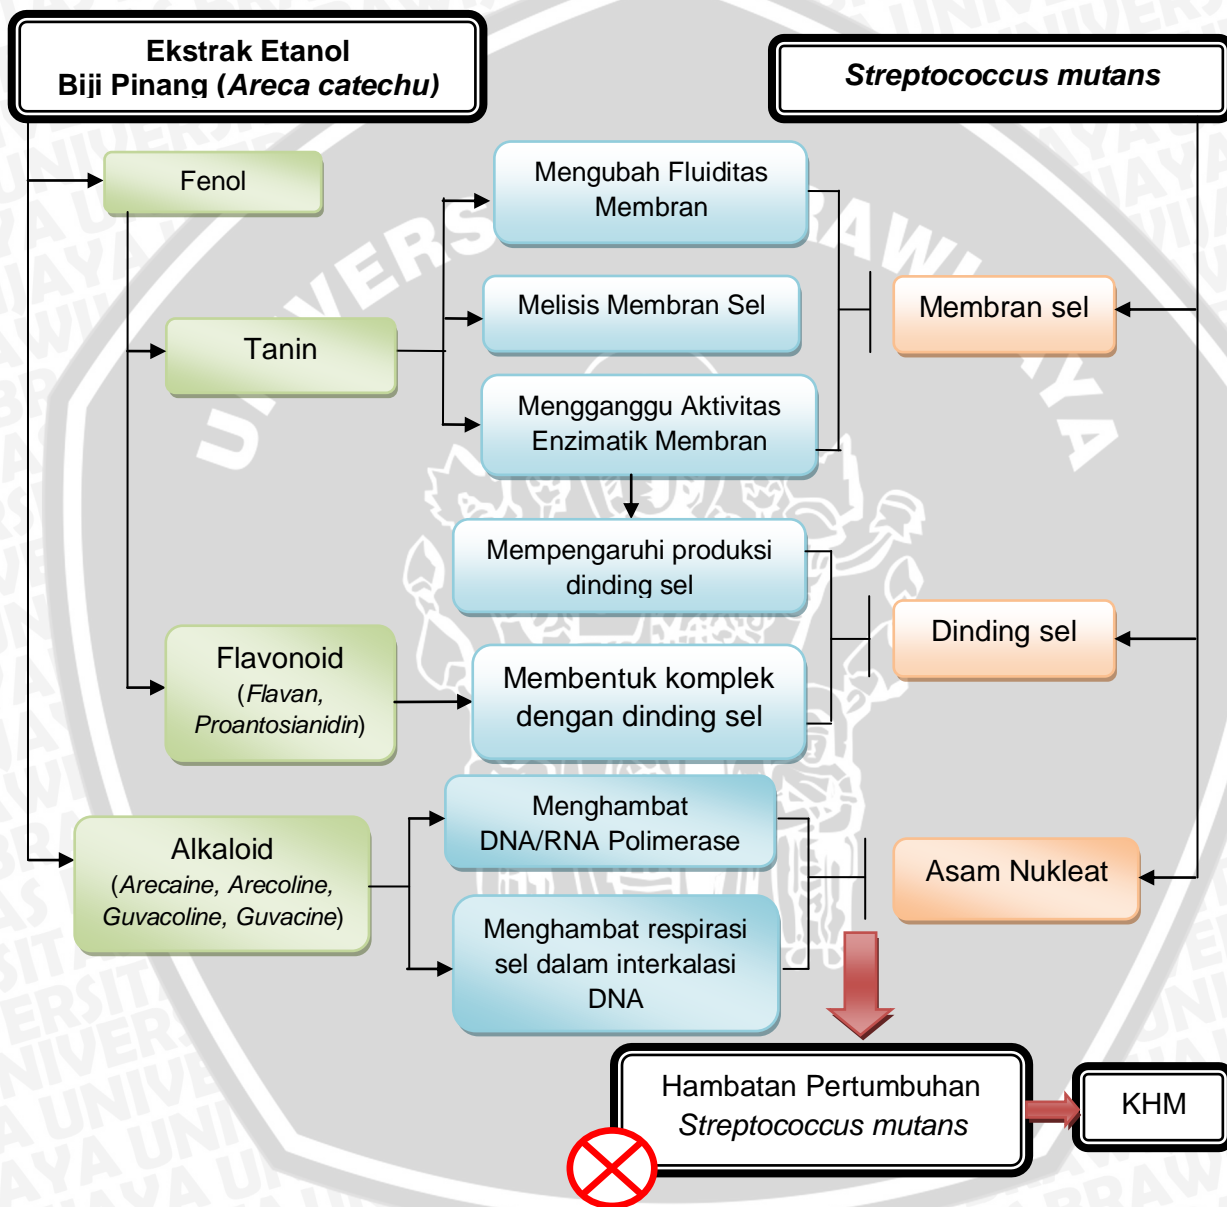 Ekstrak Etanol
Biji Pinang (Areca catechu)
Streptococcus mutans
Fenol
Mengubah Fluiditas
Membran
Melisis Membran Sel
Membran sel
Tanin
Mengganggu Aktivitas
Enzimatik Membran
Mempengaruhi produksi
dinding sel
Dinding sel
Flavonoid
(Flavan,
Proantosianidin)
Membentuk komplek
dengan dinding sel
Menghambat
DNA/RNA Polimerase
Alkaloid
(Arecaine, Arecoline,
Guvacoline, Guvacine)
Asam Nukleat
Menghambat respirasi
sel dalam interkalasi
DNA
Hambatan Pertumbuhan
Streptococcus mutans
KHM
UNIVERSITAS BRAWIJAYA